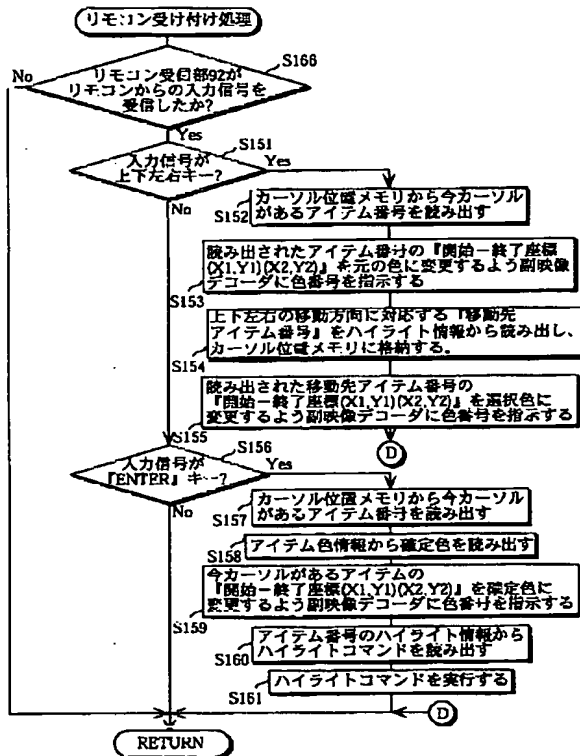 リモコン受け付け処理
S166
No
リモコン受信部92が
リモコンからの入力信号を
受信したか?
Yes
S151
入力信号が
上下左右キー?
Yes
No
カーソル位置メモリから今カーソル
があるアイテム番号を読み出す
S152
読み出されたアイテム番号の『開始ー終了座標
(X1,Y1)(X2,Y2)』を元の色に変更するよう副映像
デコーダに色番号を指示する
S153
上下左右の移動方向に対応する『移動先
アイテム番号』をハイライト情報から読み出し、
カーソル位置メモリに格納する。
S154
読み出された移動先アイテム番号の
『開始ー終了座標(X1,Y1)(X2,Y2)』を選択色に
変更するよう副映像デコーダに色番号を指示する
S155
D
S156
入力信号が
『ENTER』キー?
Yes
No
カーソル位置メモリから今カーソル
があるアイテム番号を読み出す
S157
アイテム色情報から確定色を読み出す
S158
今カーソルがあるアイテムの
『開始ー終了座標(X1,Y1)(X2,Y2)』を確定色に
変更するよう副映像デコーダに色番号を指示する
S159
アイテム番号のハイライト情報から
ハイライトコマンドを読み出す
S160
ハイライトコマンドを実行する
S161
D
RETURN